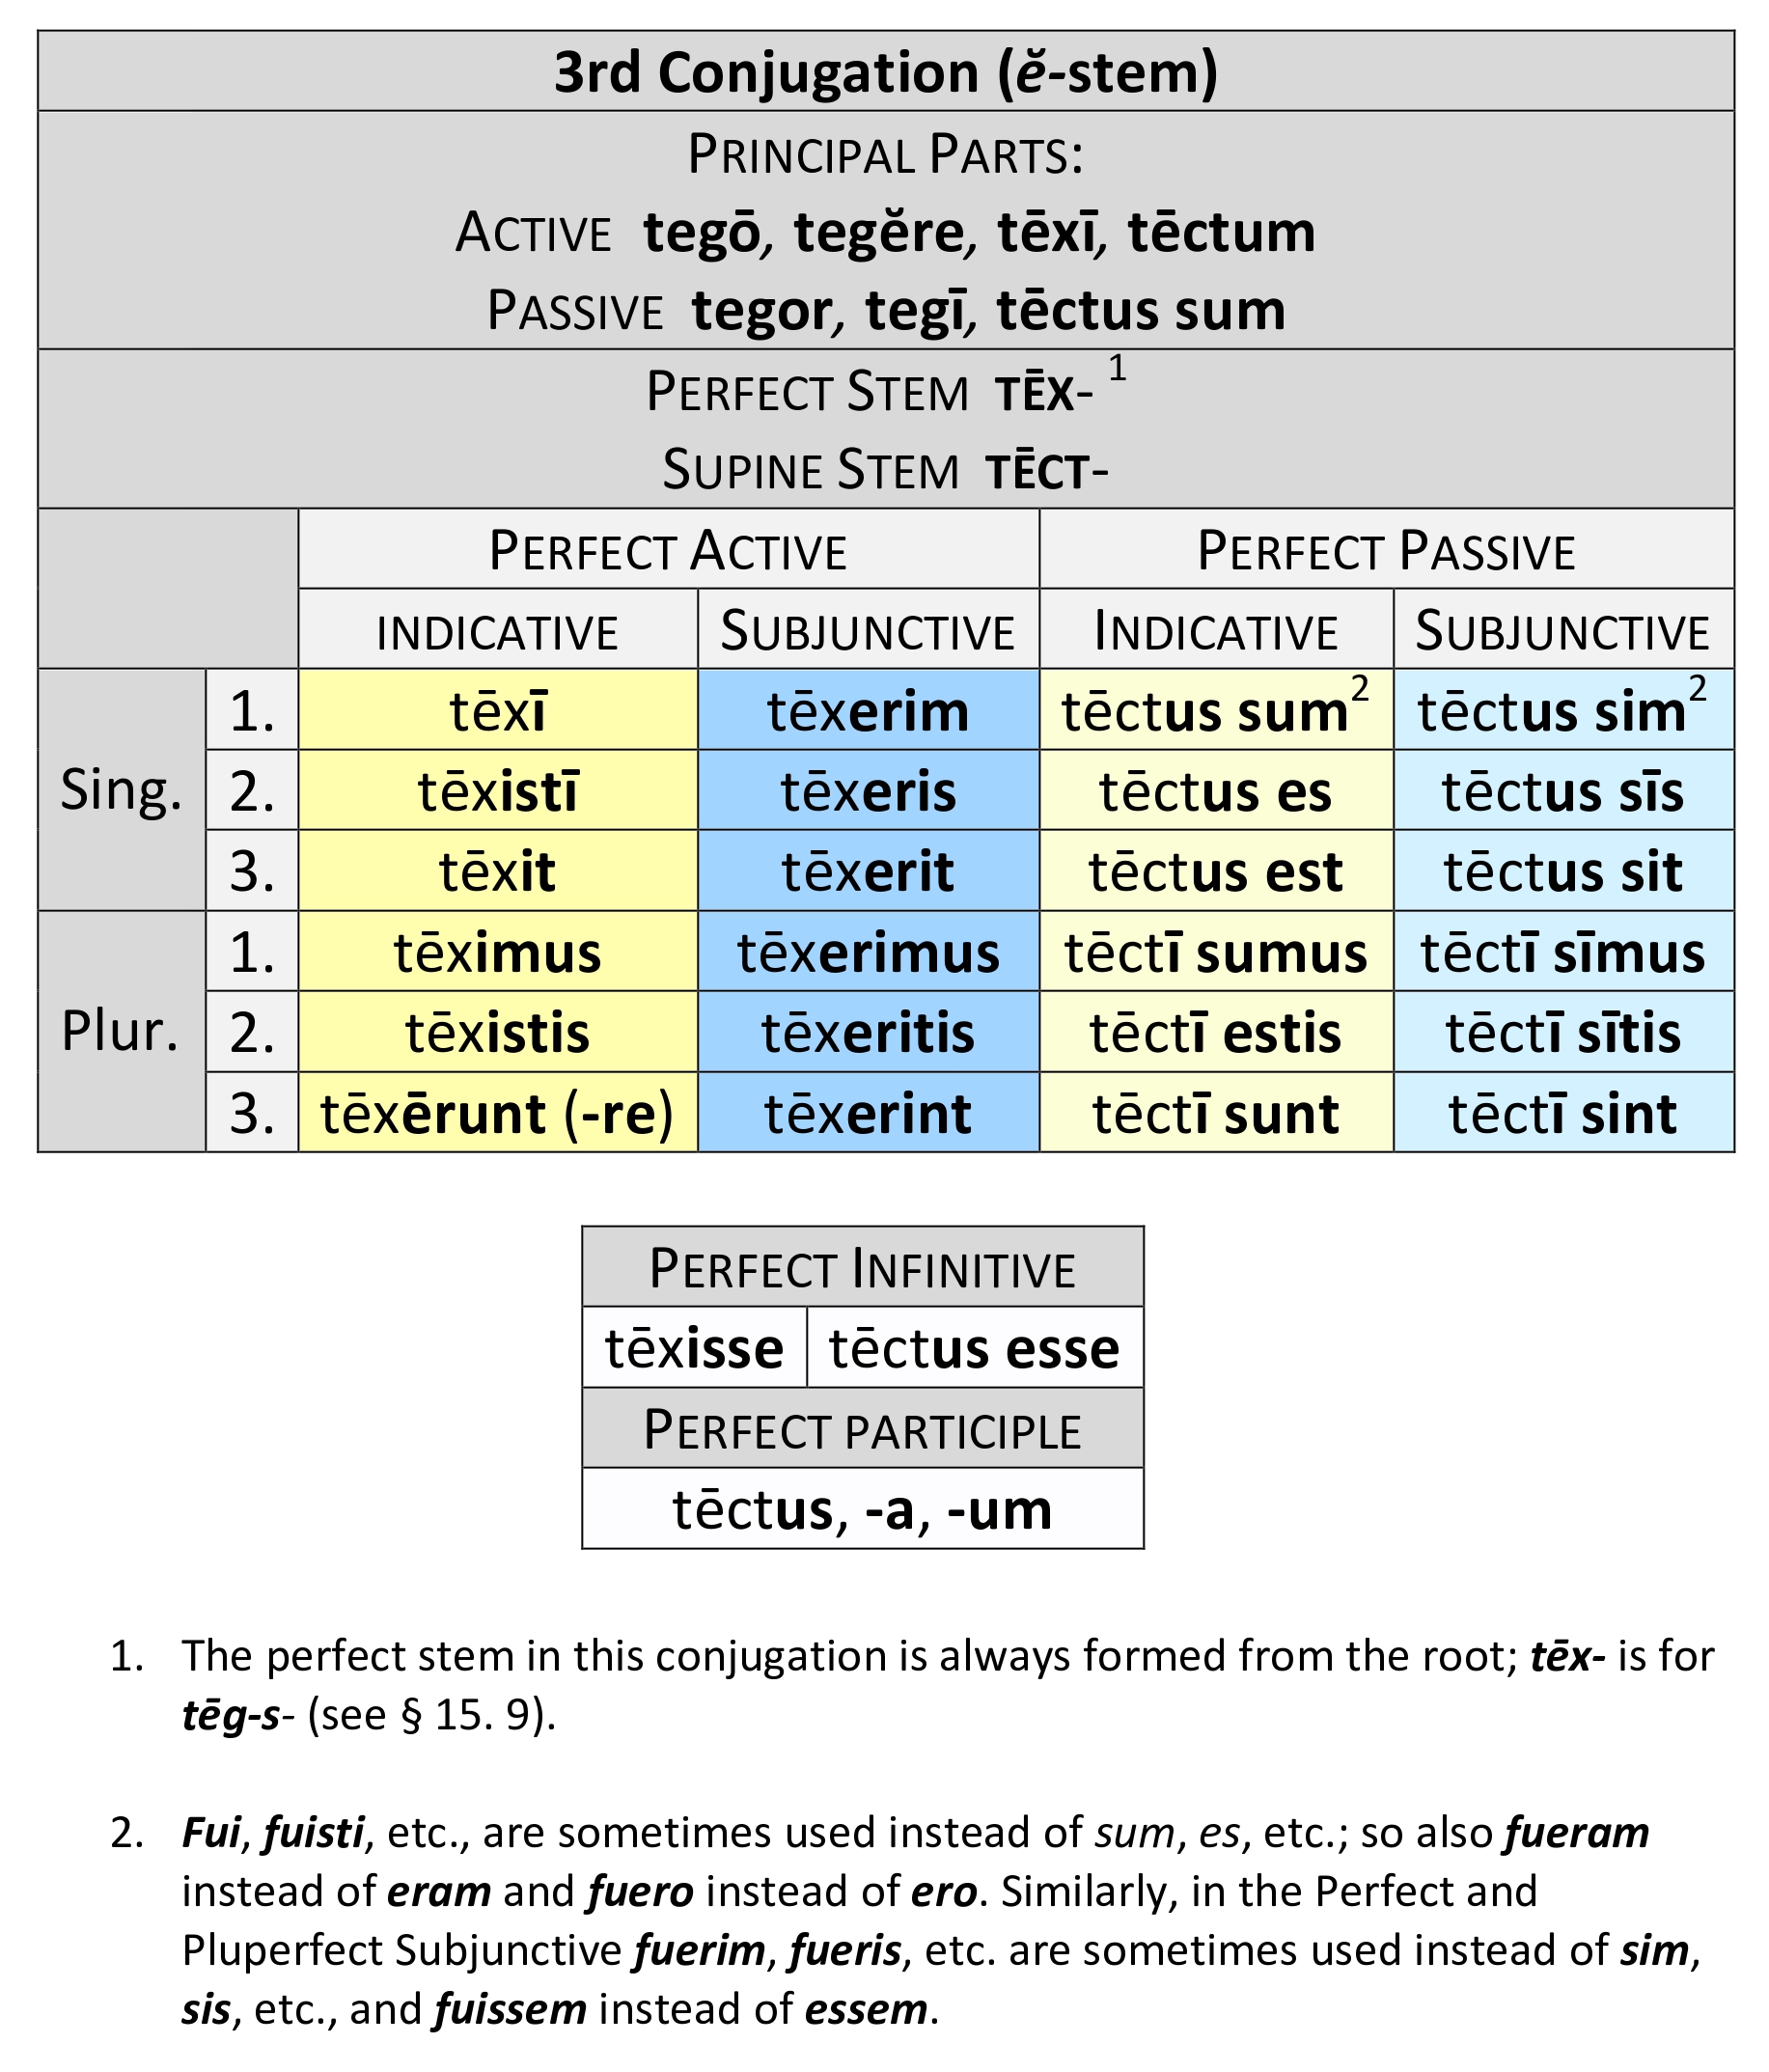 3rd Conjugation (ĕ-stem)
PRINCIPAL PARTS:
ACTIVE tegō, tegĕre, tēxī, tēctum
PASSIVE tegor, tegī, tēctus sum
PERFECT STEM TĒX- 1
SUPINE STEM TĒCT-
PERFECT ACTIVE PERFECT PASSIVE
INDICATIVE SUBJUNCTIVE INDICATIVE SUBJUNCTIVE
Sing. 1. tēxī tēxerim tēctus sum2 tēctus sim2
2. tēxistī tēxeris tēctus es tēctus sīs
3. tēxit tēxerit tēctus est tēctus sit
Plur. 1. tēximus tēxerimus tēctī sumus tēctī sīmus
2. tēxistis tēxeritis tēctī estis tēctī sītis
3. tēxērunt (-re) tēxerint tēctī sunt tēctī sint
PERFECT INFINITIVE
tēxisse tēctus esse
PERFECT PARTICIPLE
tēctus, -a, -um
1. The perfect stem in this conjugation is always formed from the root; tēx- is for
tēg-s- (see § 15. 9).
2. Fui, fuisti, etc., are sometimes used instead of sum, es, etc.; so also fueram
instead of eram and fuero instead of ero. Similarly, in the Perfect and
Pluperfect Subjunctive fuerim, fueris, etc. are sometimes used instead of sim,
sis, etc., and fuissem instead of essem.